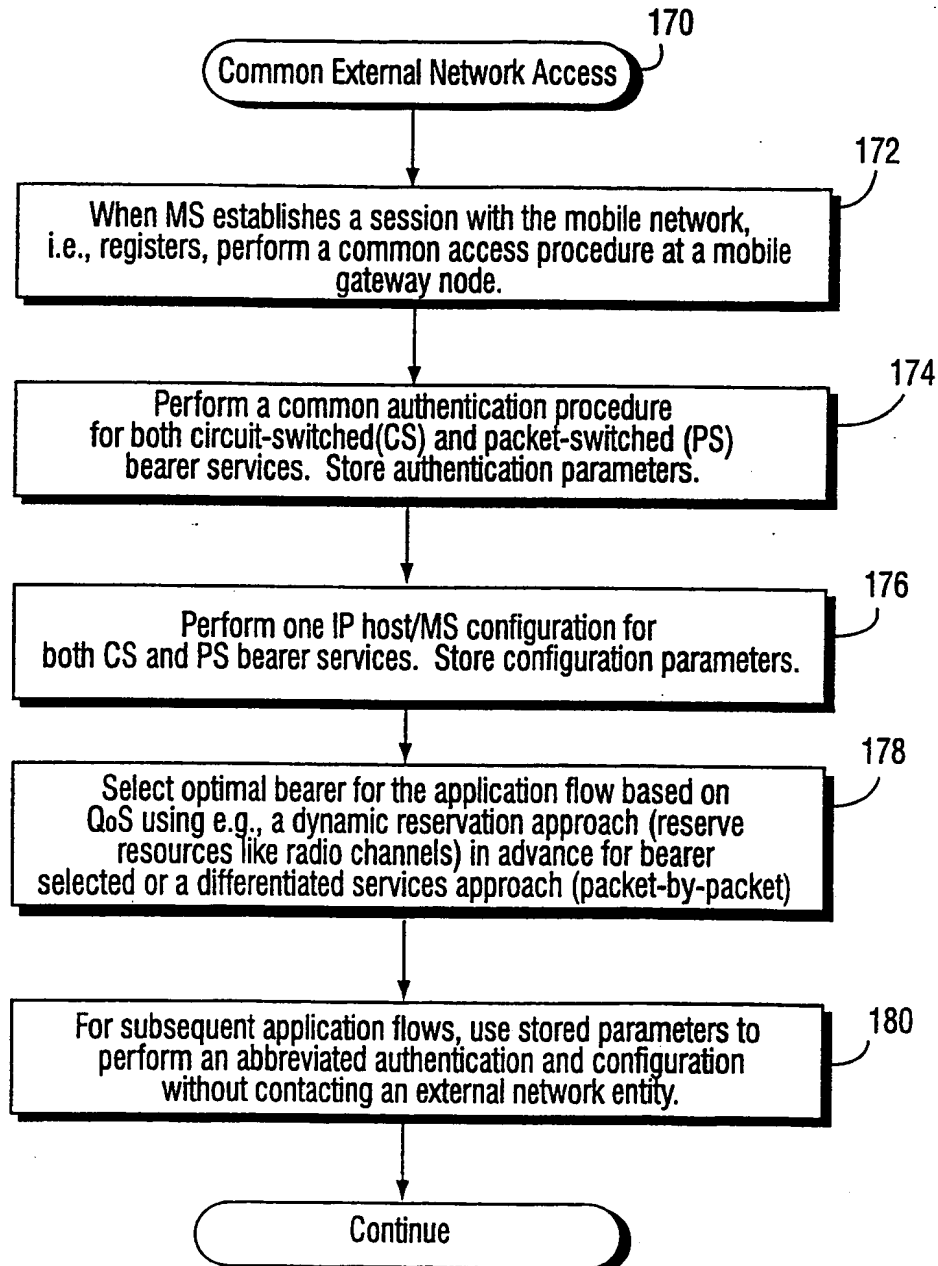 170
Common External Network Access
172
When MS establishes a session with the mobile network,
i.e., registers, perform a common access procedure at a mobile
gateway node.
174
Perform a common authentication procedure
for both circuit-switched(CS) and packet-switched (PS)
bearer services. Store authentication parameters.
176
Perform one IP host/MS configuration for
both CS and PS bearer services. Store configuration parameters.
178
Select optimal bearer for the application flow based on
QoS using e.g., a dynamic reservation approach (reserve
resources like radio channels) in advance for bearer
selected or a differentiated services approach (packet-by-packet)
180
For subsequent application flows, use stored parameters to
perform an abbreviated authentication and configuration
without contacting an external network entity.
Continue